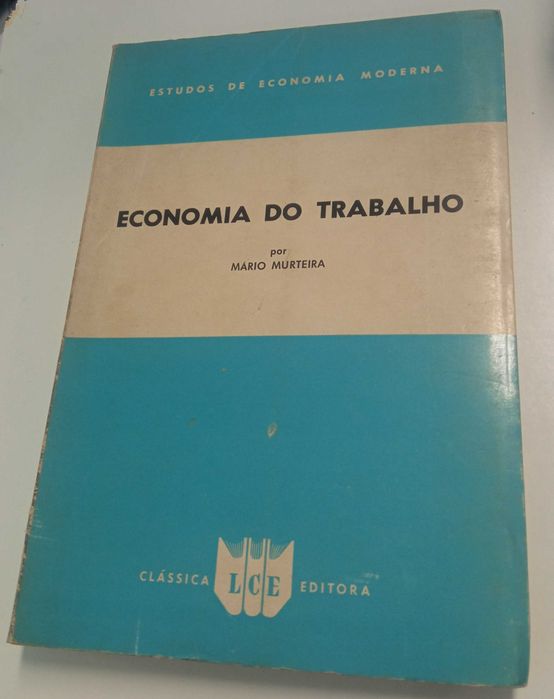 ESTUDOS DE ECONOMIA MODERNA
ECONOMIA DO TRABALHO
por
MÁRIO MURTEIRA
CLÁSSICA LCE EDITORA